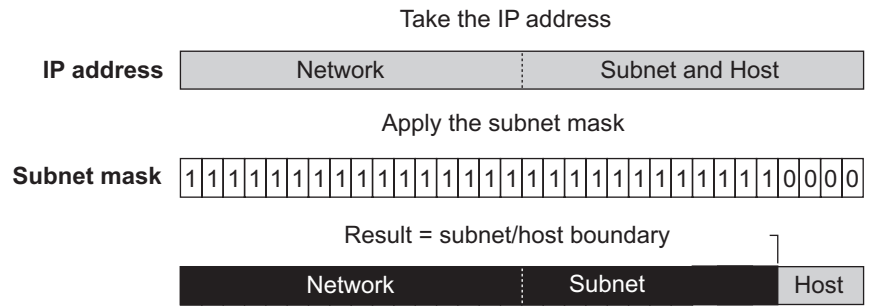 Take the IP address
IP address Network Subnet and Host
Apply the subnet mask
Subnet mask 1 1 1 1 1 1 1 1 1 1 1 1 1 1 1 1 1 1 1 1 1 1 1 1 1 1 1 1 0 0 0 0
Result = subnet/host boundary
Network Subnet Host